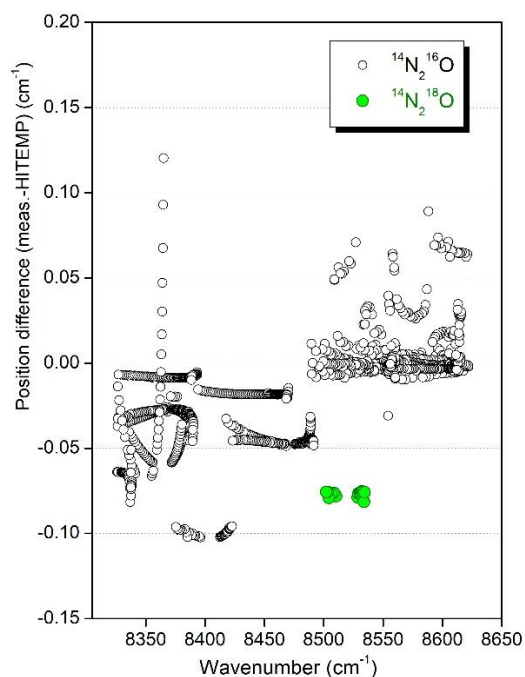 0.20
0.15
0.10
0.05
0.00
-0.05
-0.10
-0.15
Position difference (meas.-HITEMP) (cm⁻¹)
¹⁴N₂¹⁶O
¹⁴N₂¹⁸O
8350 8400 8450 8500 8550 8600 8650
Wavenumber (cm⁻¹)